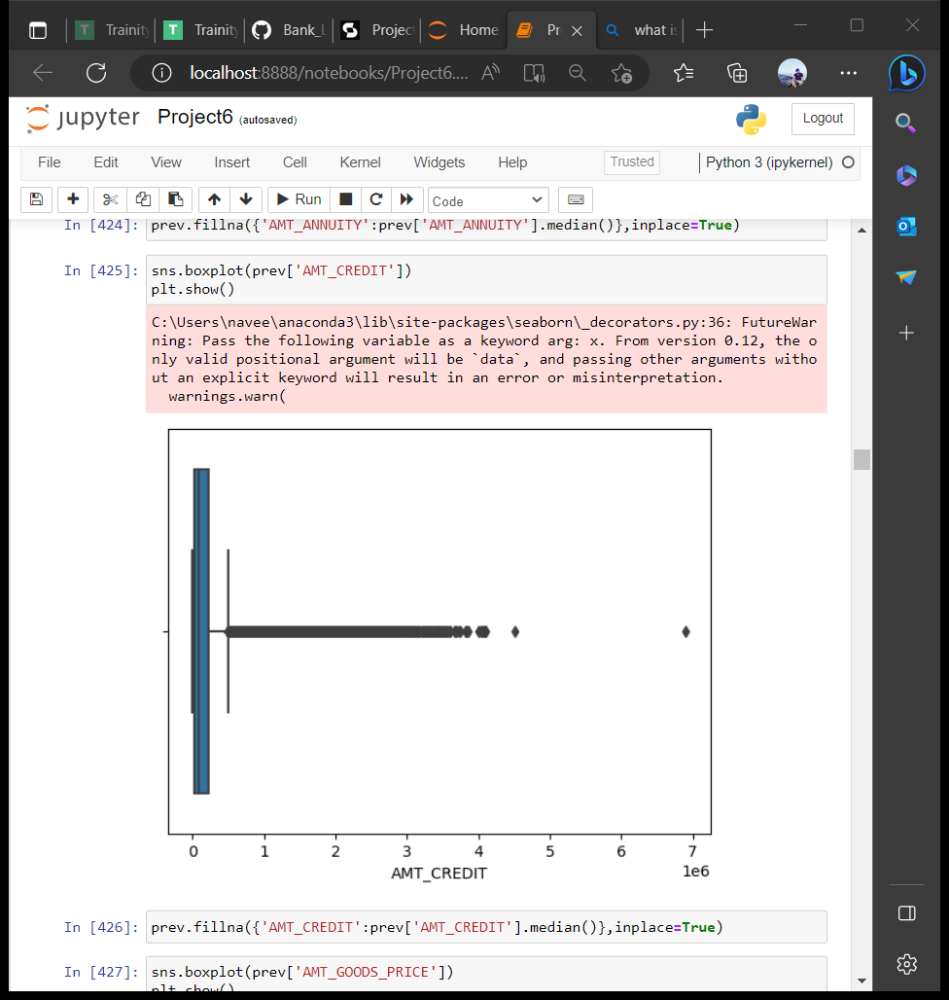 Trainity
Trainity
Bank_L
Project
Home
Pr
what is
localhost:8888/notebooks/Project6....
jupyter Project6 (autosaved)
Logout
File Edit View Insert Cell Kernel Widgets Help
Trusted
Python 3 (ipykernel)
Run
Code
In [424]: prev.fillna({'AMT_ANNUITY':prev['AMT_ANNUITY'].median()},inplace=True)
In [425]: sns.boxplot(prev['AMT_CREDIT'])
plt.show()
C:\Users\navee\anaconda3\lib\site-packages\seaborn\_decorators.py:36: FutureWar
ning: Pass the following variable as a keyword arg: x. From version 0.12, the o
nly valid positional argument will be `data`, and passing other arguments witho
ut an explicit keyword will result in an error or misinterpretation.
warnings.warn(
0 1 2 3 4 5 6 7
AMT_CREDIT
1e6
In [426]: prev.fillna({'AMT_CREDIT':prev['AMT_CREDIT'].median()},inplace=True)
In [427]: sns.boxplot(prev['AMT_GOODS_PRICE'])
plt.show()